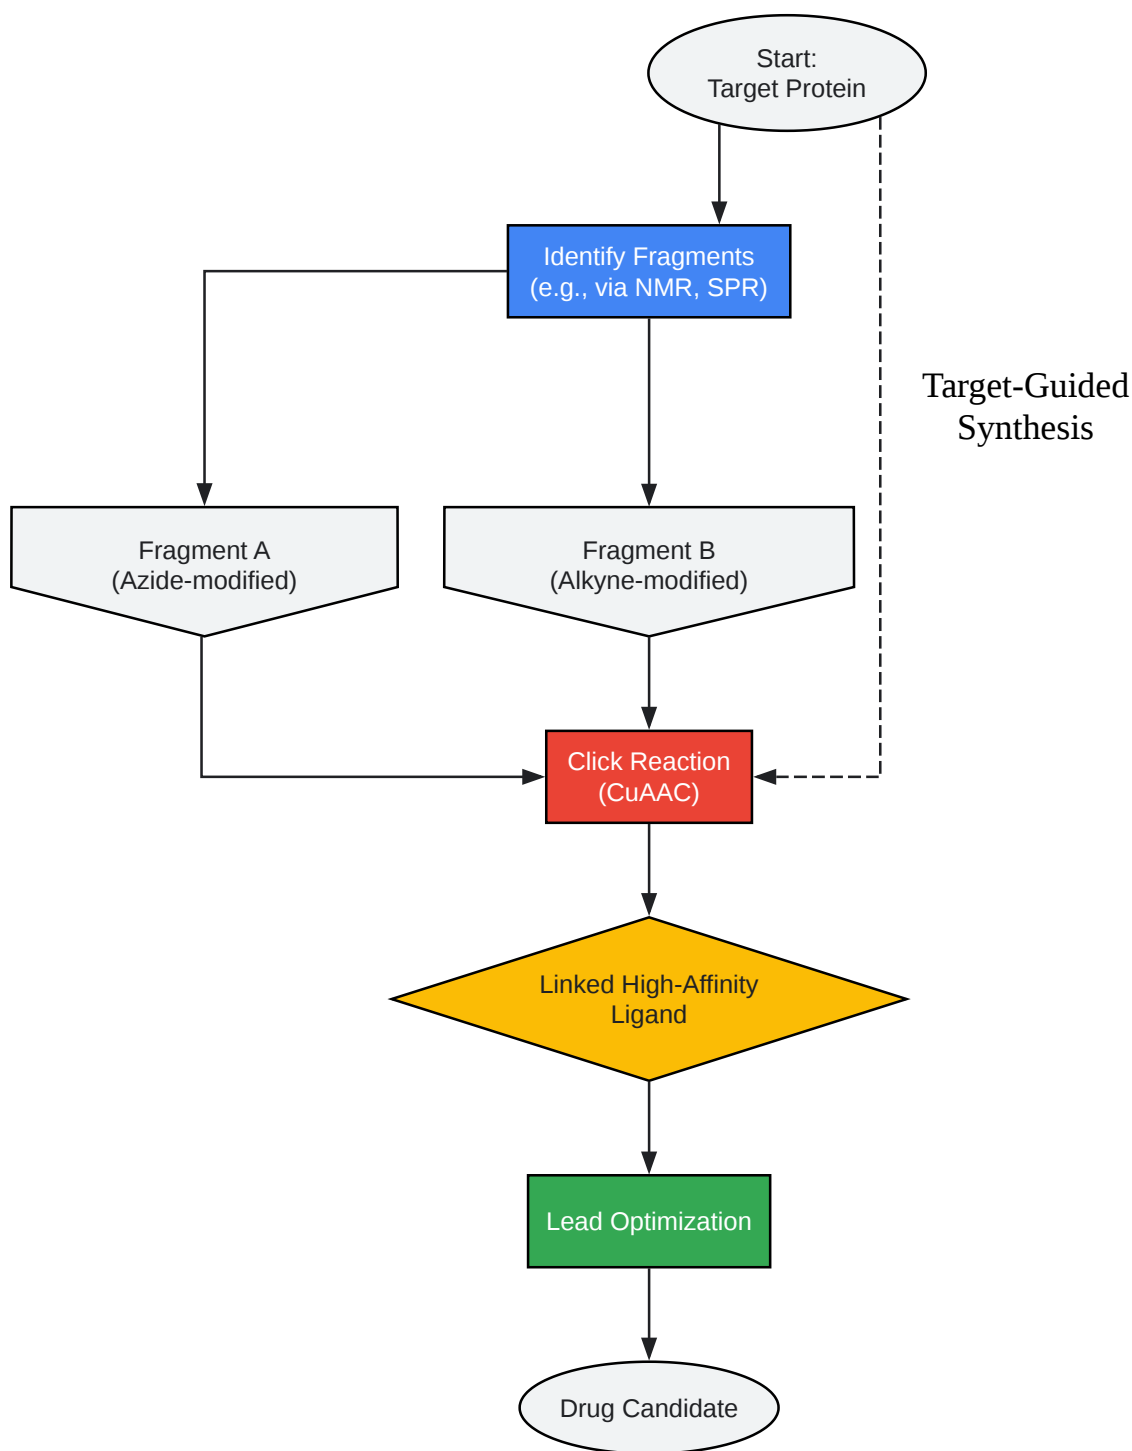 Start:
Target Protein
Identify Fragments
(e.g., via NMR, SPR)
Target-Guided
Synthesis
Fragment A
(Azide-modified)
Fragment B
(Alkyne-modified)
Click Reaction
(CuAAC)
Linked High-Affinity
Ligand
Lead Optimization
Drug Candidate